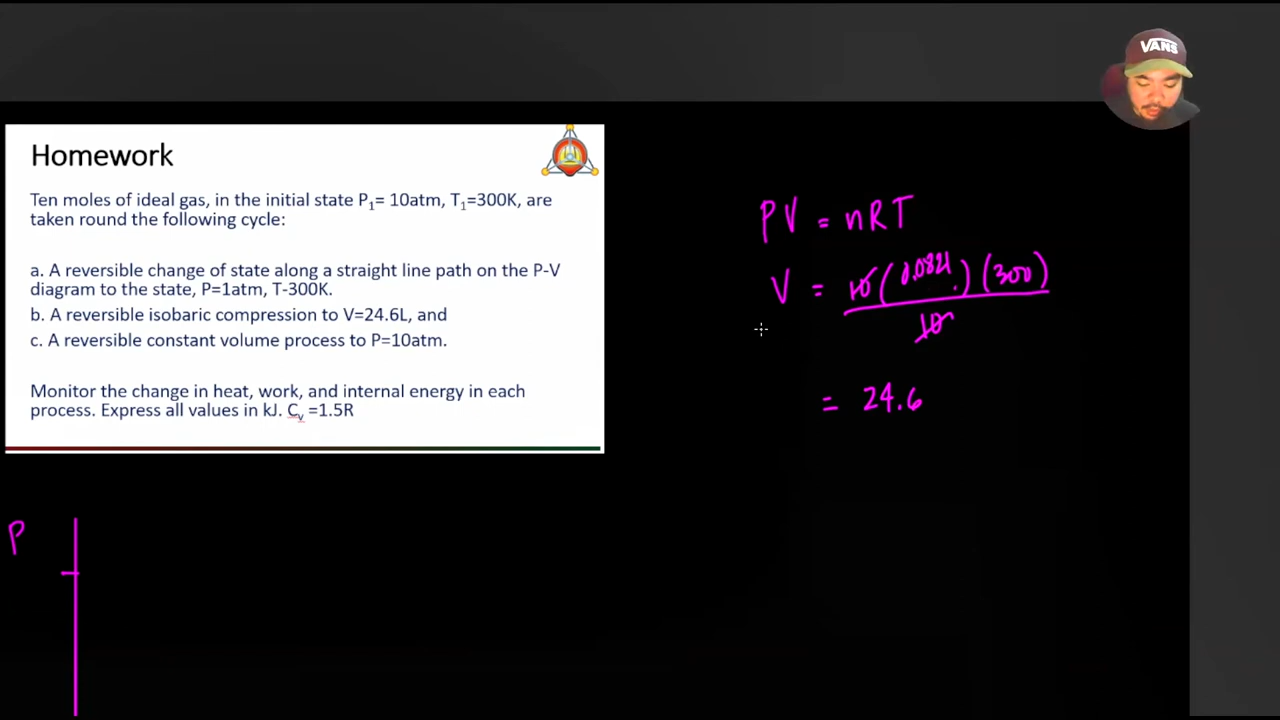 VANS
Homework
Ten moles of ideal gas, in the initial state P₁= 10atm, T₁=300K, are
taken round the following cycle:
a. A reversible change of state along a straight line path on the P-V
diagram to the state, P=1atm, T-300K.
b. A reversible isobaric compression to V=24.6L, and
c. A reversible constant volume process to P=10atm.
Monitor the change in heat, work, and internal energy in each
process. Express all values in kJ. Cᵥ =1.5R
PV = nRT
V = 10(0.0821)(300)
10
= 24.6
P